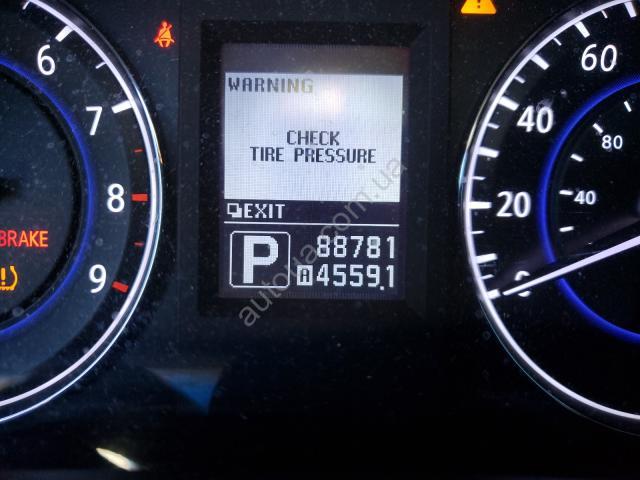 WARNING
CHECK
TIRE PRESSURE
EXIT
P
88781
A 4559.1
6
7
8
9
BRAKE
60
40
20
0
80
40
autoua.com.ua